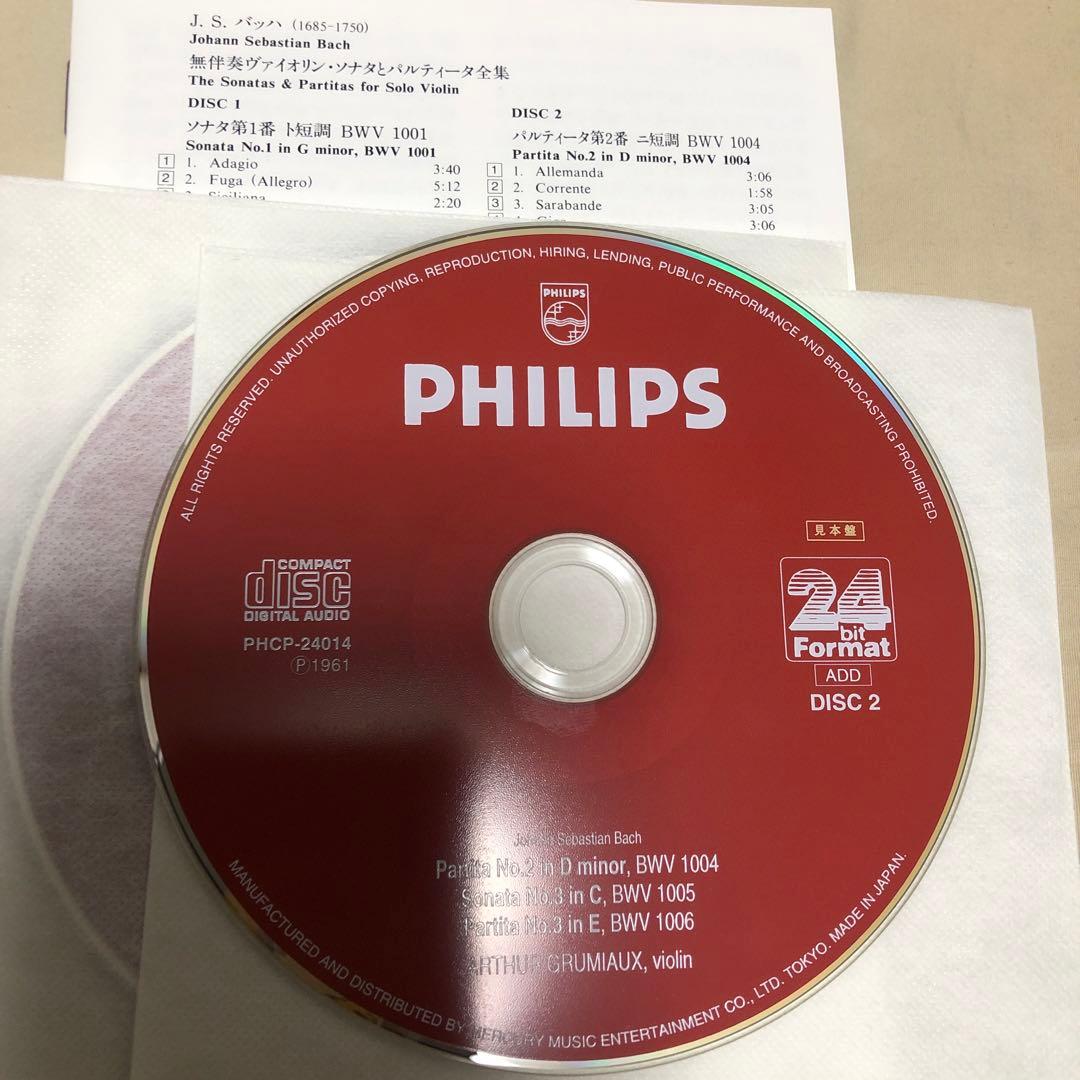 J. S. バッハ (1685-1750)
Johann Sebastian Bach
無伴奏ヴァイオリン・ソナタとパルティータ全集
The Sonatas & Partitas for Solo Violin
DISC 1
ソナタ第1番 ト短調 BWV 1001
Sonata No.1 in G minor, BWV 1001
1 1. Adagio 3:40
2 2. Fuga (Allegro) 5:12
Siciliana 2:20
DISC 2
パルティータ第2番 ニ短調 BWV 1004
Partita No.2 in D minor, BWV 1004
1 1. Allemanda 3:06
2 2. Corrente 1:58
3 3. Sarabande 3:05
3:06
ALL RIGHTS RESERVED. UNAUTHORIZED COPYING, REPRODUCTION, HIRING, LENDING, PUBLIC PERFORMANCE AND BROADCASTING PROHIBITED.
PHILIPS
PHILIPS
見本盤
COMPACT
disc
DIGITAL AUDIO
PHCP-24014
Ⓟ1961
24
bit
Format
ADD
DISC 2
Johann Sebastian Bach
Partita No.2 in D minor, BWV 1004
Sonata No.3 in C, BWV 1005
Partita No.3 in E, BWV 1006
ARTHUR GRUMIAUX, violin
MANUFACTURED AND DISTRIBUTED BY MERCURY MUSIC ENTERTAINMENT CO., LTD. TOKYO. MADE IN JAPAN.